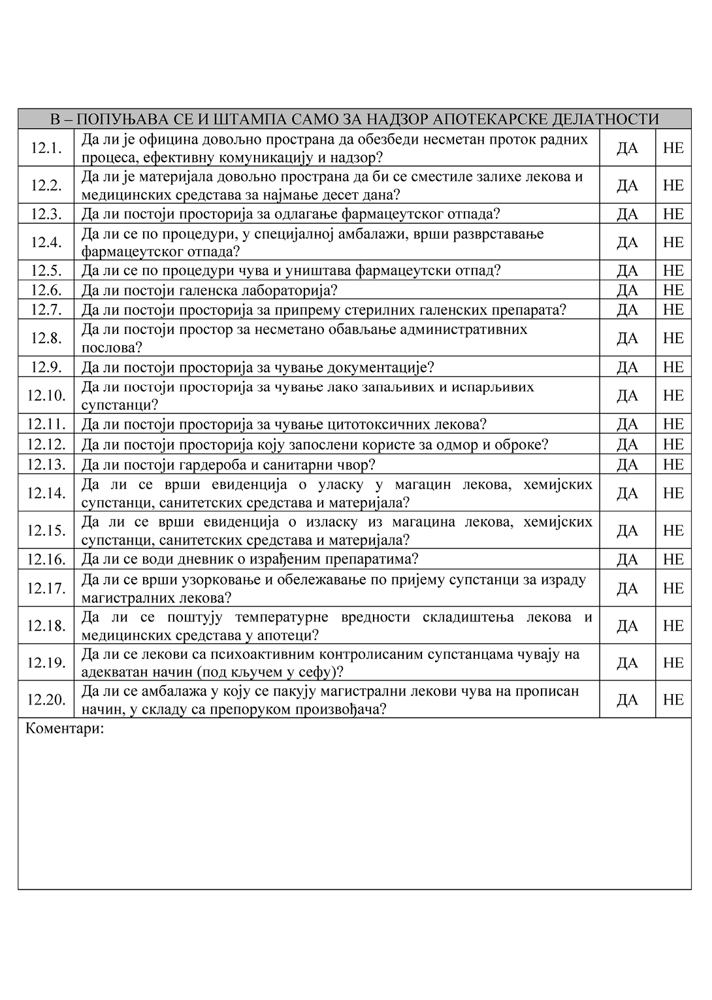 В – ПОПУЊАВА СЕ И ШТАМПА САМО ЗА НАДЗОР АПОТЕКАРСКЕ ДЕЛАТНОСТИ
12.1. Да ли је официна довољно пространа да обезбеди несметан проток радних ДА НЕ
процеса, ефективну комуникацију и надзор?
12.2. Да ли је материјала довољно пространа да би се сместиле залихе лекова и ДА НЕ
медицинских средстава за најмање десет дана?
12.3. Да ли постоји просторија за одлагање фармацеутског отпада? ДА НЕ
12.4. Да ли се по процедури, у специјалној амбалажи, врши разврставање ДА НЕ
фармацеутског отпада?
12.5. Да ли се по процедури чува и уништава фармацеутски отпад? ДА НЕ
12.6. Да ли постоји галенска лабораторија? ДА НЕ
12.7. Да ли постоји просторија за припрему стерилних галенских препарата? ДА НЕ
12.8. Да ли постоји простор за несметано обављање административних ДА НЕ
послова?
12.9. Да ли постоји просторија за чување документације? ДА НЕ
12.10. Да ли постоји просторија за чување лако запаљивих и испарљивих ДА НЕ
супстанци?
12.11. Да ли постоји просторија за чување цитотоксичних лекова? ДА НЕ
12.12. Да ли постоји просторија коју запослени користе за одмор и оброке? ДА НЕ
12.13. Да ли постоји гардероба и санитарни чвор? ДА НЕ
12.14. Да ли се врши евиденција о уласку у магацин лекова, хемијских ДА НЕ
супстанци, санитетских средстава и материјала?
12.15. Да ли се врши евиденција о изласку из магацина лекова, хемијских ДА НЕ
супстанци, санитетских средстава и материјала?
12.16. Да ли се води дневник о израђеним препаратима? ДА НЕ
12.17. Да ли се врши узорковање и обележавање по пријему супстанци за израду ДА НЕ
магистралних лекова?
12.18. Да ли се поштују температурне вредности складиштења лекова и ДА НЕ
медицинских средстава у апотеци?
12.19. Да ли се лекови са психоактивним контролисаним супстанцама чувају на ДА НЕ
адекватан начин (под кључем у сефу)?
12.20. Да ли се амбалажа у коју се пакују магистрални лекови чува на прописан ДА НЕ
начин, у складу са препоруком произвођача?
Коментари: